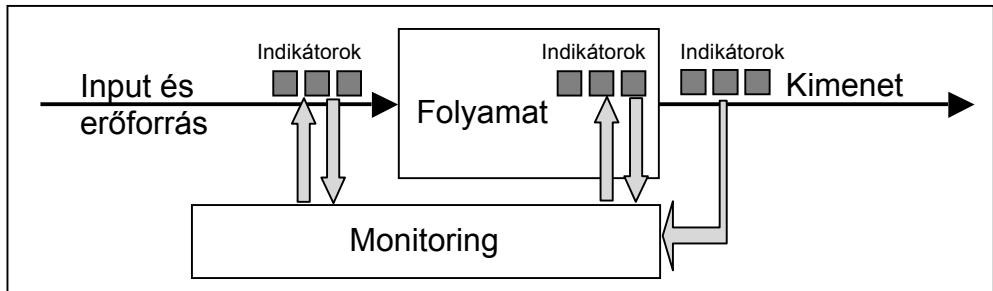 Indikátorok
Indikátorok
Indikátorok
Input és
erőforrás
Folyamat
Kimenet
Monitoring